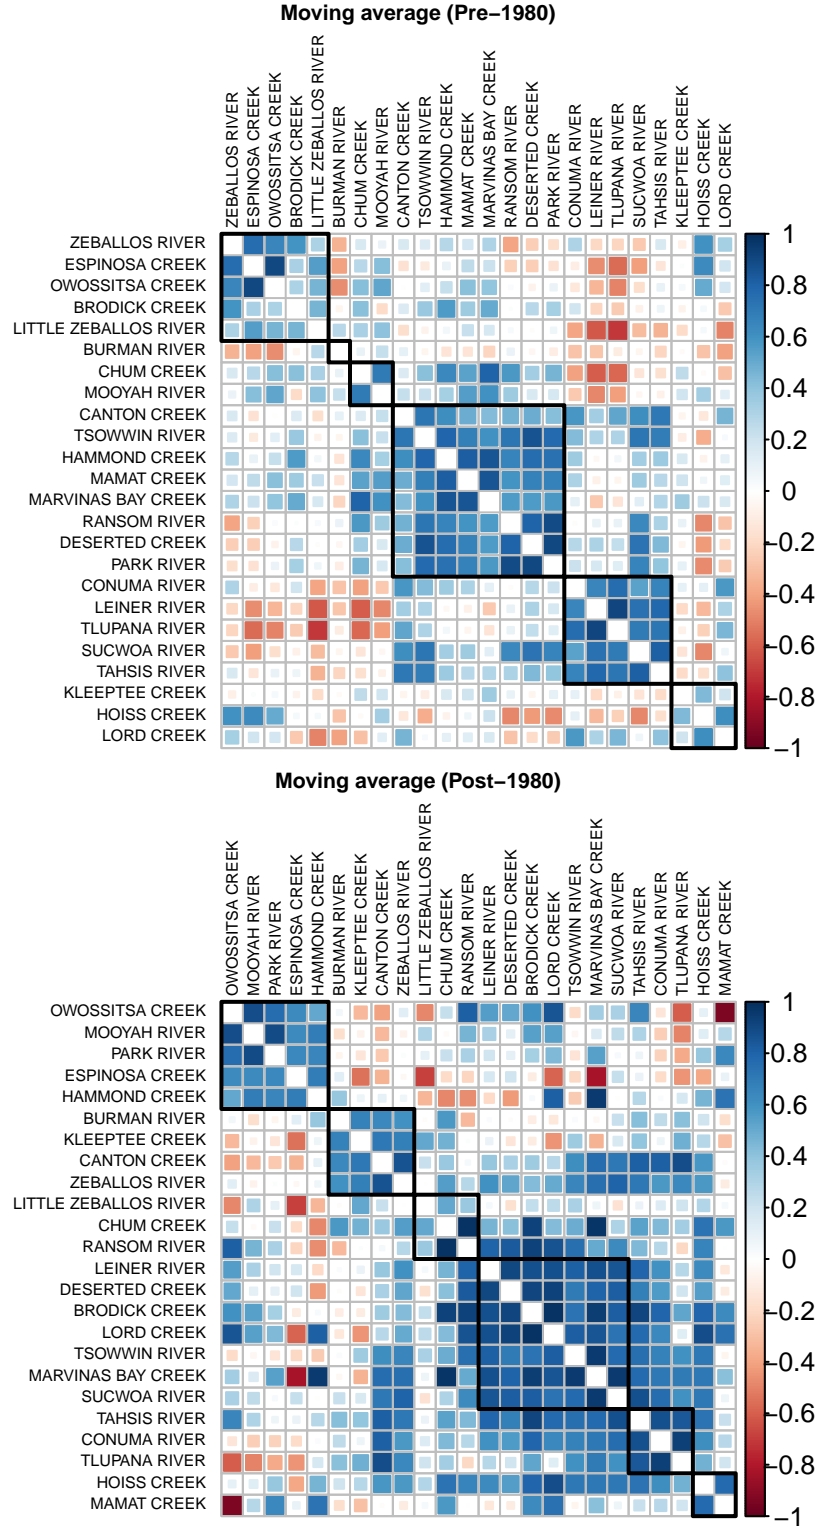 Moving average (Pre−1980)
ZEBALLOS RIVER
ESPINOSA CREEK
OWOSSITSA CREEK
BRODICK CREEK
LITTLE ZEBALLOS RIVER
BURMAN RIVER
CHUM CREEK
MOOYAH RIVER
CANTON CREEK
TSOWWIN RIVER
HAMMOND CREEK
MAMAT CREEK
MARVINAS BAY CREEK
RANSOM RIVER
DESERTED CREEK
PARK RIVER
CONUMA RIVER
LEINER RIVER
TLUPANA RIVER
SUCWOA RIVER
TAHSIS RIVER
KLEEPTEE CREEK
HOISS CREEK
LORD CREEK
ZEBALLOS RIVER
ESPINOSA CREEK
OWOSSITSA CREEK
BRODICK CREEK
LITTLE ZEBALLOS RIVER
BURMAN RIVER
CHUM CREEK
MOOYAH RIVER
CANTON CREEK
TSOWWIN RIVER
HAMMOND CREEK
MAMAT CREEK
MARVINAS BAY CREEK
RANSOM RIVER
DESERTED CREEK
PARK RIVER
CONUMA RIVER
LEINER RIVER
TLUPANA RIVER
SUCWOA RIVER
TAHSIS RIVER
KLEEPTEE CREEK
HOISS CREEK
LORD CREEK
1
0.8
0.6
0.4
0.2
0
−0.2
−0.4
−0.6
−0.8
−1
Moving average (Post−1980)
OWOSSITSA CREEK
MOOYAH RIVER
PARK RIVER
ESPINOSA CREEK
HAMMOND CREEK
BURMAN RIVER
KLEEPTEE CREEK
CANTON CREEK
ZEBALLOS RIVER
LITTLE ZEBALLOS RIVER
CHUM CREEK
RANSOM RIVER
LEINER RIVER
DESERTED CREEK
BRODICK CREEK
LORD CREEK
TSOWWIN RIVER
MARVINAS BAY CREEK
SUCWOA RIVER
TAHSIS RIVER
CONUMA RIVER
TLUPANA RIVER
HOISS CREEK
MAMAT CREEK
OWOSSITSA CREEK
MOOYAH RIVER
PARK RIVER
ESPINOSA CREEK
HAMMOND CREEK
BURMAN RIVER
KLEEPTEE CREEK
CANTON CREEK
ZEBALLOS RIVER
LITTLE ZEBALLOS RIVER
CHUM CREEK
RANSOM RIVER
LEINER RIVER
DESERTED CREEK
BRODICK CREEK
LORD CREEK
TSOWWIN RIVER
MARVINAS BAY CREEK
SUCWOA RIVER
TAHSIS RIVER
CONUMA RIVER
TLUPANA RIVER
HOISS CREEK
MAMAT CREEK
1
0.8
0.6
0.4
0.2
0
−0.2
−0.4
−0.6
−0.8
−1